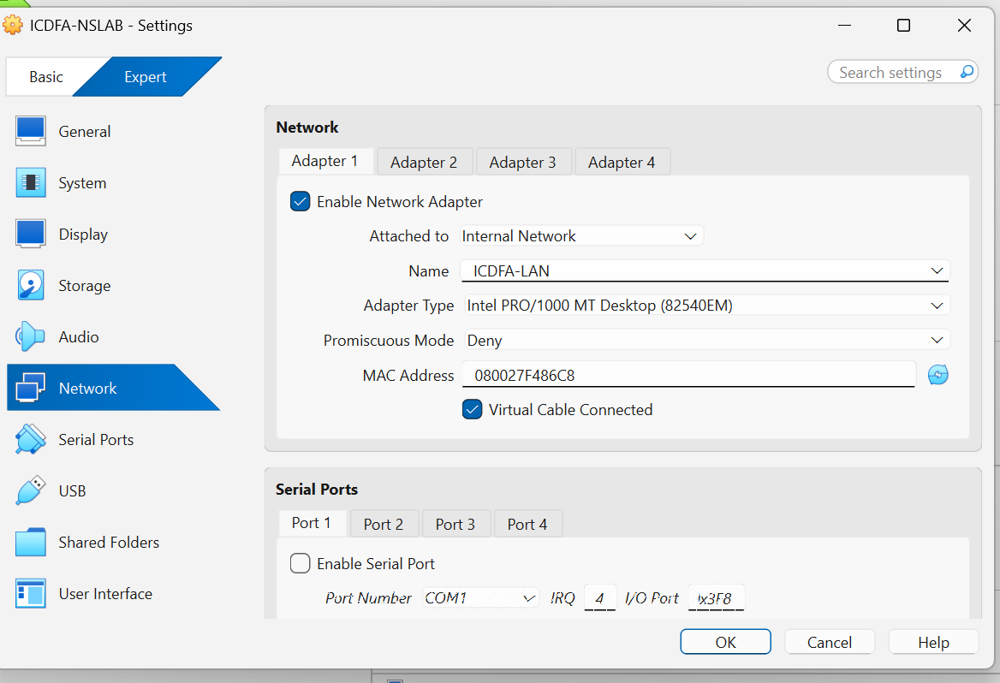 ICDFA-NSLAB - Settings
Basic
Expert
Search settings
General
System
Display
Storage
Audio
Network
Serial Ports
USB
Shared Folders
User Interface
Network
Adapter 1
Adapter 2
Adapter 3
Adapter 4
Enable Network Adapter
Attached to Internal Network
Name ICDFA-LAN
Adapter Type Intel PRO/1000 MT Desktop (82540EM)
Promiscuous Mode Deny
MAC Address 080027F486C8
Virtual Cable Connected
Serial Ports
Port 1
Port 2
Port 3
Port 4
Enable Serial Port
Port Number COM1 IRQ 4 I/O Port x3F8
OK
Cancel
Help